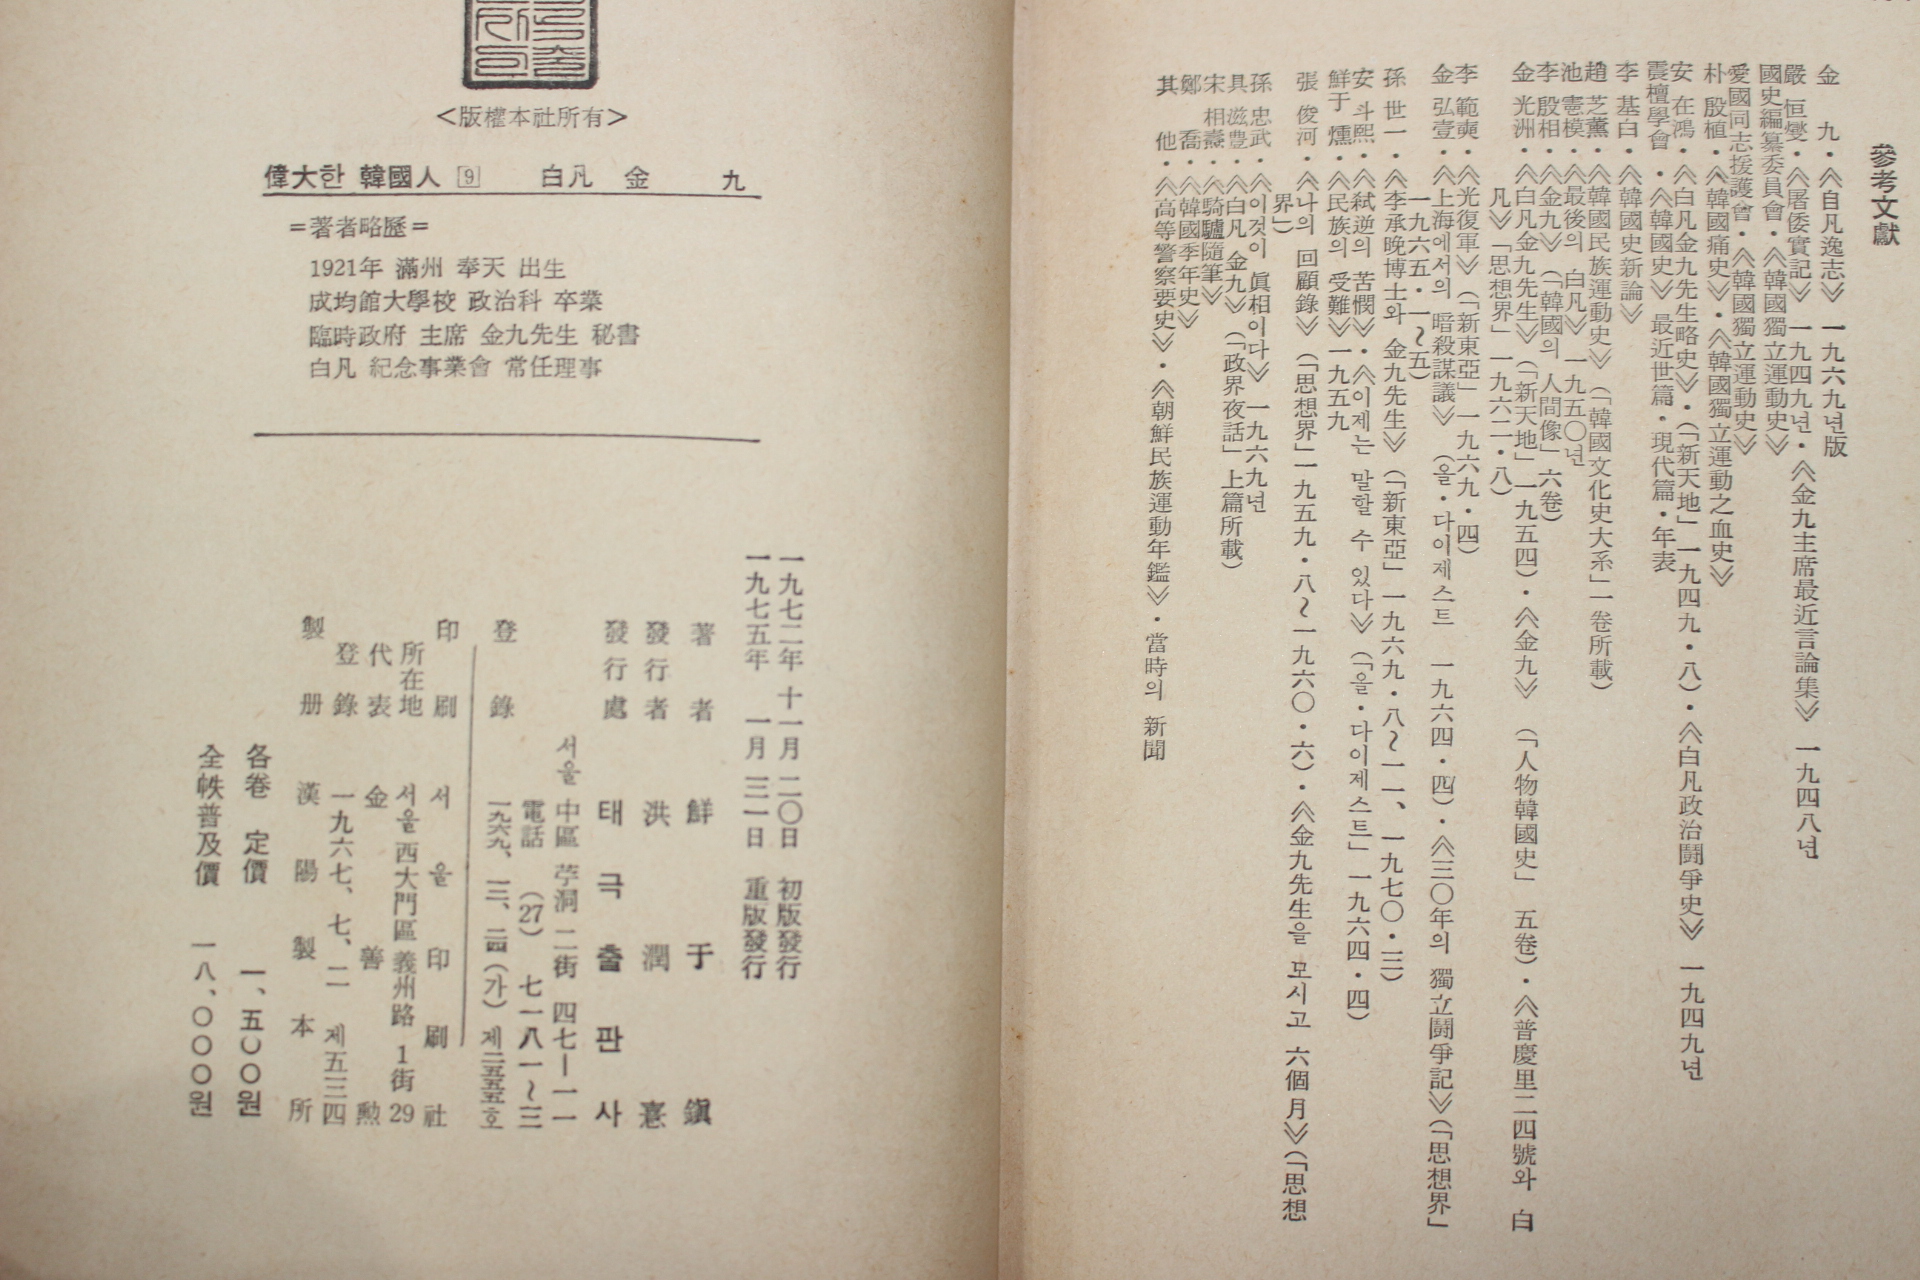 參考文獻
金 九・《自凡逸志》 一九六九년版
嚴 恒燮・《屠倭實記》 一九四九년・《金九主席最近言論集》 一九四八년
國史編纂委員會・《韓國獨立運動史》
愛國同志援護會・《韓國獨立運動史》
朴 殷植・《韓國痛史》・《韓國獨立運動之血史》
安 在鴻・《白凡金九先生略史》・(「新天地」 一九四九・八)・《白凡政治鬪爭史》 一九四九년
震檀學會 ・《韓國史》 最近世篇・現代篇・年表
李 基白・《韓國史新論》
趙 芝薰・《韓國民族運動史》 (「韓國文化史大系」一卷所載)
池 憲模・《最後의 白凡》 一九五〇년
李 殷相・《金九》 (「韓國의 人間像」 六卷)
金 光洲・《白凡金九先生》 (「新天地」 一九五四)・《金九》 (「人物韓國史」 五卷)・《普慶里二四號와 白
凡》「思想界」 一九六二・八)
李 範奭・《光復軍》 (「新東亞」 一九六九・四)
金 弘壹・《上海에서의 暗殺謀議》 (올・다이제스트 一九六四・四)・《三〇年의 獨立鬪爭記》(「思想界」
一九六五・一~五)
孫 世一・《李承晚博士와 金九先生》 (「新東亞」 一九六九・八~一一、一九七〇・三)
安 斗熙・《弑逆의 苦憫》・《이제는 말할 수 있다》 (「올・다이제스트」 一九六四・四)
鮮于 燻・《民族의 受難》 一九五九
張 俊河・《나의 回顧錄》 (「思想界」 一九五九・八~一九六〇・六)・《金九先生을 모시고 六個月》(「思想
界」)
孫 忠武・《이것이 眞相이다》 一九六九년
具 滋豊・《白凡 金九》 (「政界夜話」 上篇所載)
宋 相燾・《騎驢隨筆》
鄭 喬・《韓國季年史》
其 他・《高等警察要史》・《朝鮮民族運動年鑑》・當時의 新聞
<版權本社所有>
偉大한 韓國人 9 白凡 金 九
=著者略歷=
1921年 滿州 奉天 出生
成均館大學校 政治科 卒業
臨時政府 主席 金九先生 秘書
白凡 紀念事業會 常任理事
一九七二年 十一月 二〇日 初版發行
一九七五年 一月 三一日 重版發行
著 者 鮮 于 鎭
發行者 洪 潤 憙
發行處 태 극 출 판 사
서울 中區 苧洞 二街 四七─一一
電話 (27) 七一八一~三
登 錄 一九六九、一三、二四 (가) 제二五五五호
印 刷 서 울 印 刷 社
所在地 서울 西大門區 義州路 1街 29
代表 金 善 勲
登錄 一九六七、七、二一 제五三四
製 册 漢 陽 製 本 所
各卷 定價 一、五〇〇원
全帙普及價 一八、〇〇〇원